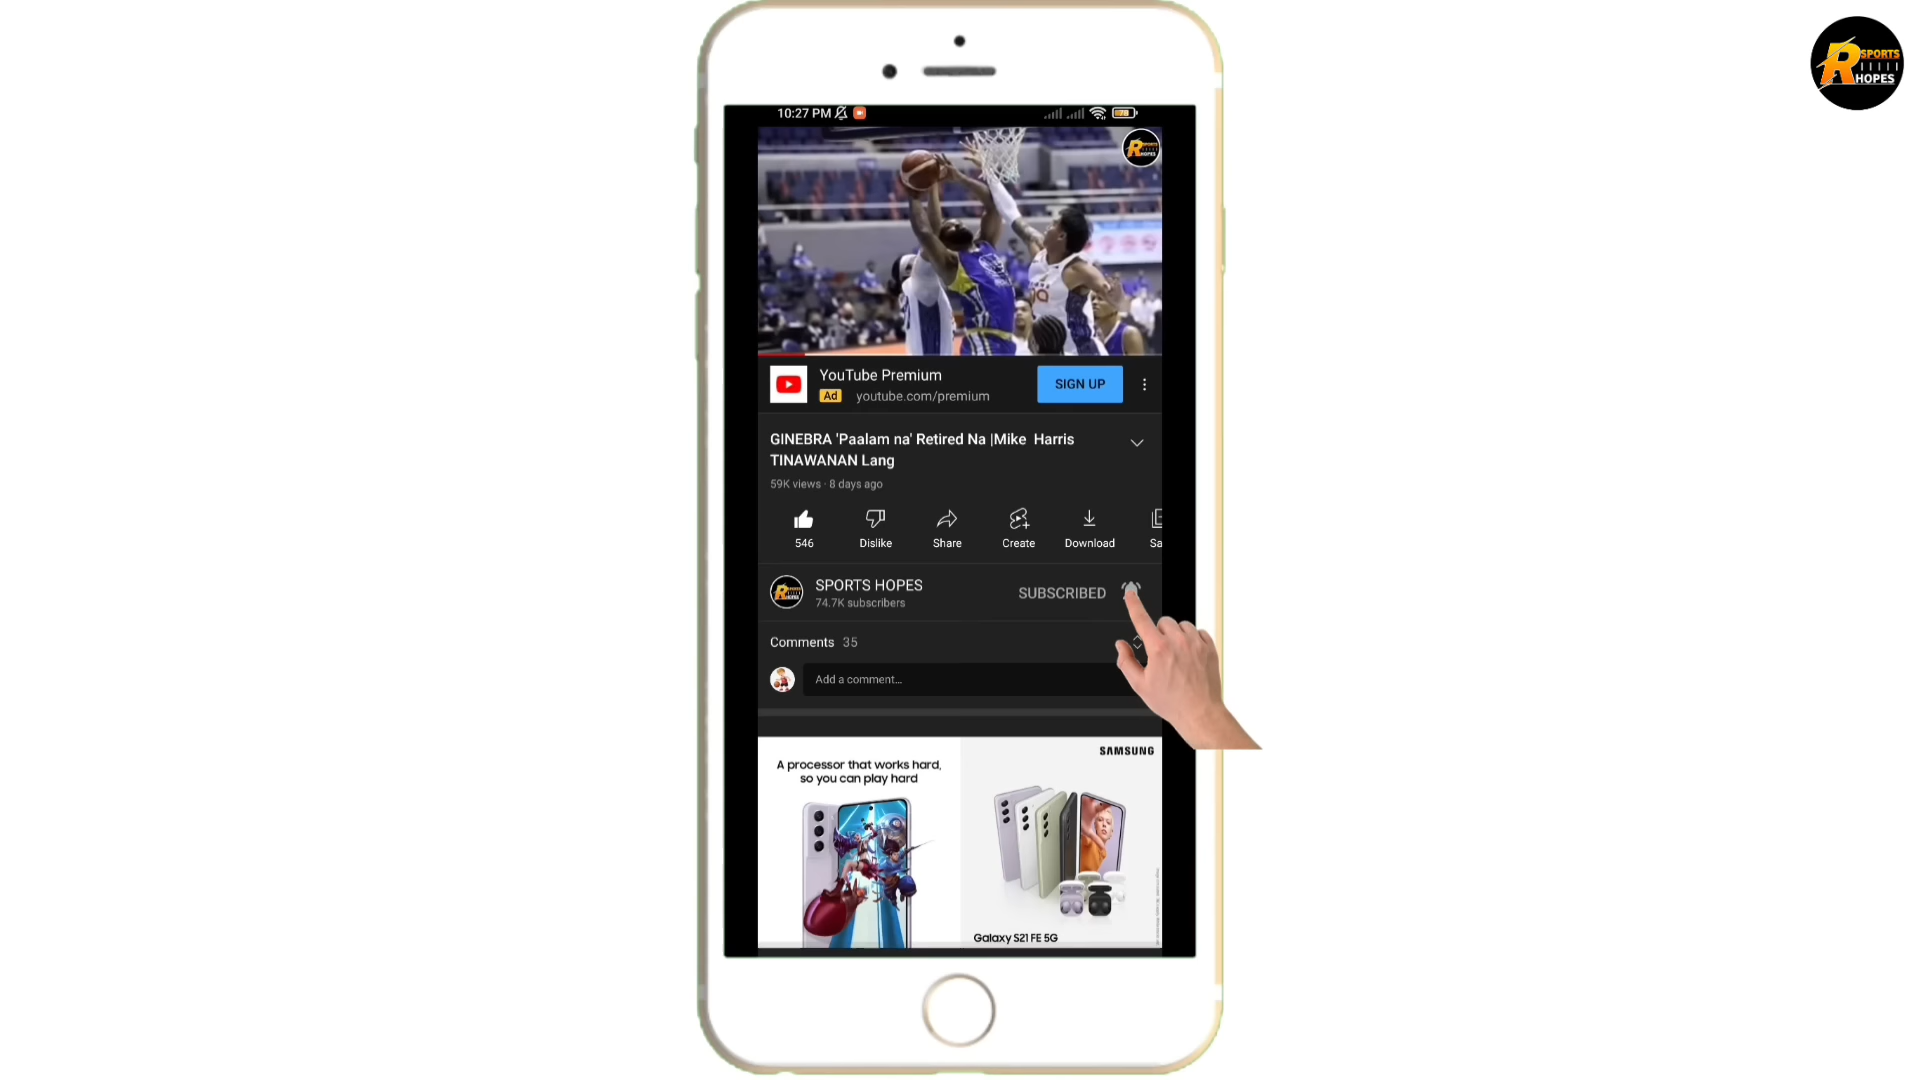 SPORTS
HOPES
10:27 PM
YouTube Premium
Ad youtube.com/premium
SIGN UP
GINEBRA 'Paalam na' Retired Na |Mike Harris
TINAWANAN Lang
59K views · 8 days ago
546 Dislike Share Create Download Sa
SPORTS HOPES
74.7K subscribers
SUBSCRIBED
Comments 35
Add a comment...
A processor that works hard,
so you can play hard
SAMSUNG
Galaxy S21 FE 5G